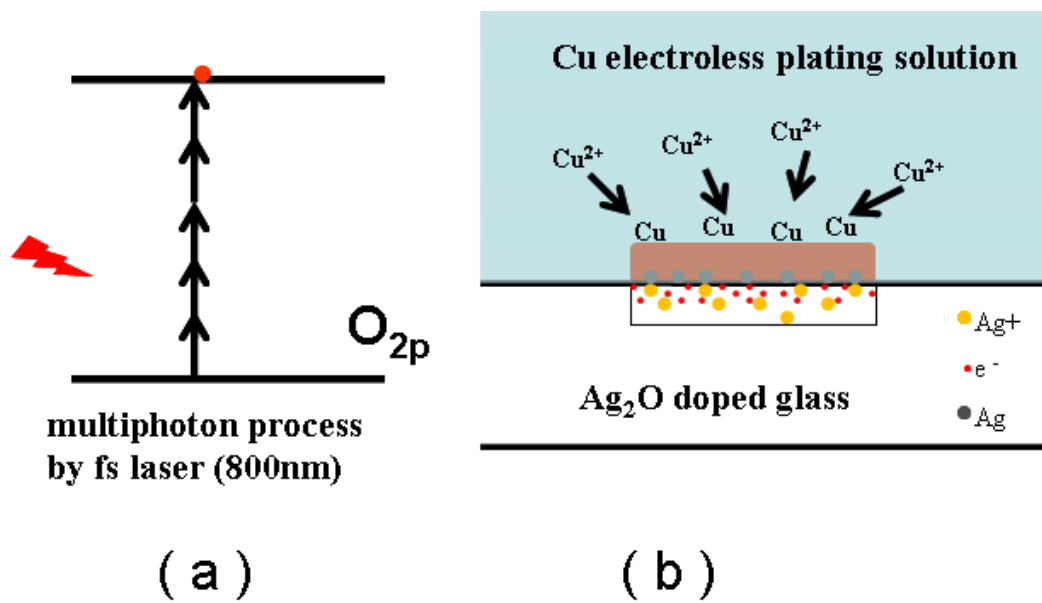 O2p
multiphoton process
by fs laser (800nm)
( a )
Cu electroless plating solution
Cu²⁺
Cu²⁺
Cu²⁺
Cu²⁺
Cu
Cu
Cu
Cu
Ag+
e⁻
Ag
Ag₂O doped glass
( b )